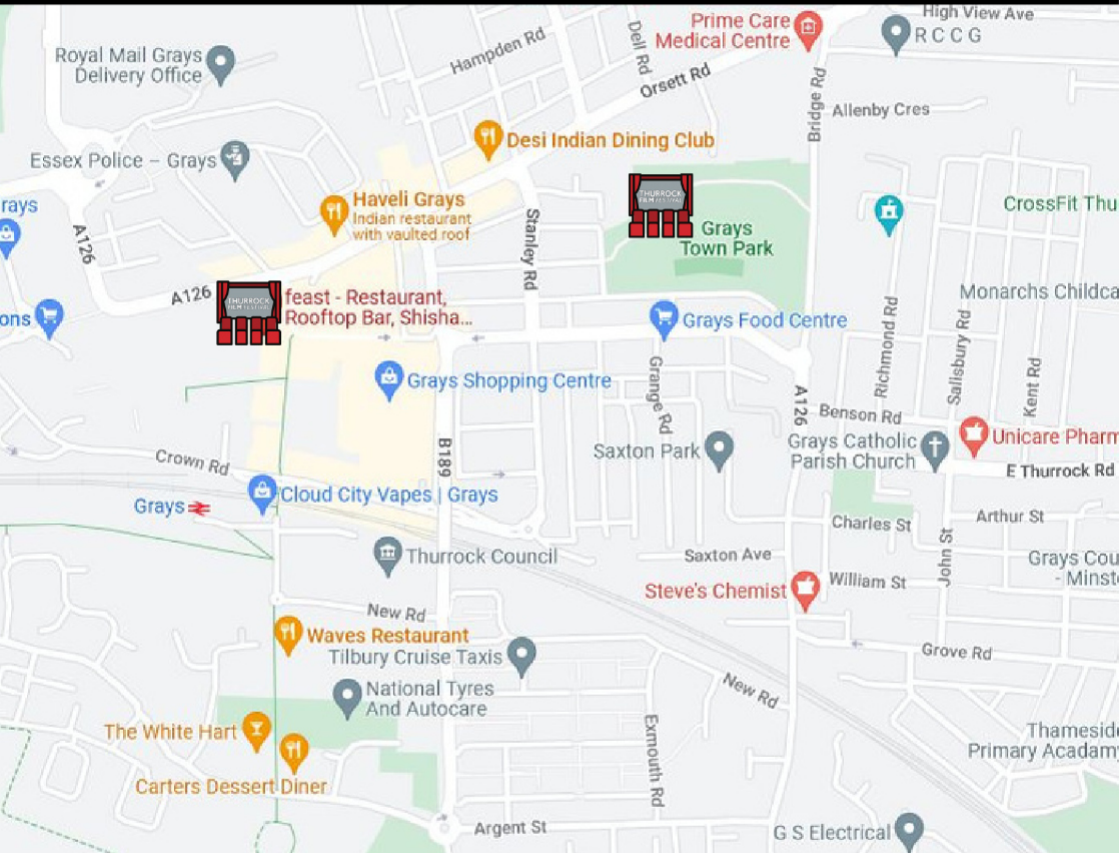 High View Ave
Prime Care
Medical Centre
R C C G
Royal Mail Grays
Delivery Office
Hampden Rd
Dell Rd
Orsett Rd
Bridge Rd
Allenby Cres
Desi Indian Dining Club
Essex Police – Grays
Haveli Grays
Indian restaurant
with vaulted roof
rays
A126
Stanley Rd
THURROCK
Grays
Town Park
CrossFit Thu
A126
THURROCK
feast - Restaurant,
Rooftop Bar, Shisha...
Monarchs Childca
ons
Grays Food Centre
Richmond Rd
Salisbury Rd
Kent Rd
Grays Shopping Centre
Grange Rd
A126
Benson Rd
B189
Saxton Park
Grays Catholic
Parish Church
Unicare Pharm
E Thurrock Rd
Crown Rd
Cloud City Vapes | Grays
Grays
Charles St
Arthur St
John St
Thurrock Council
Saxton Ave
Grays Cou
- Minste
Steve's Chemist
William St
New Rd
Waves Restaurant
Tilbury Cruise Taxis
Grove Rd
National Tyres
And Autocare
New Rd
The White Hart
Exmouth Rd
Thameside
Primary Acadamy
Carters Dessert Diner
Argent St
G S Electrical